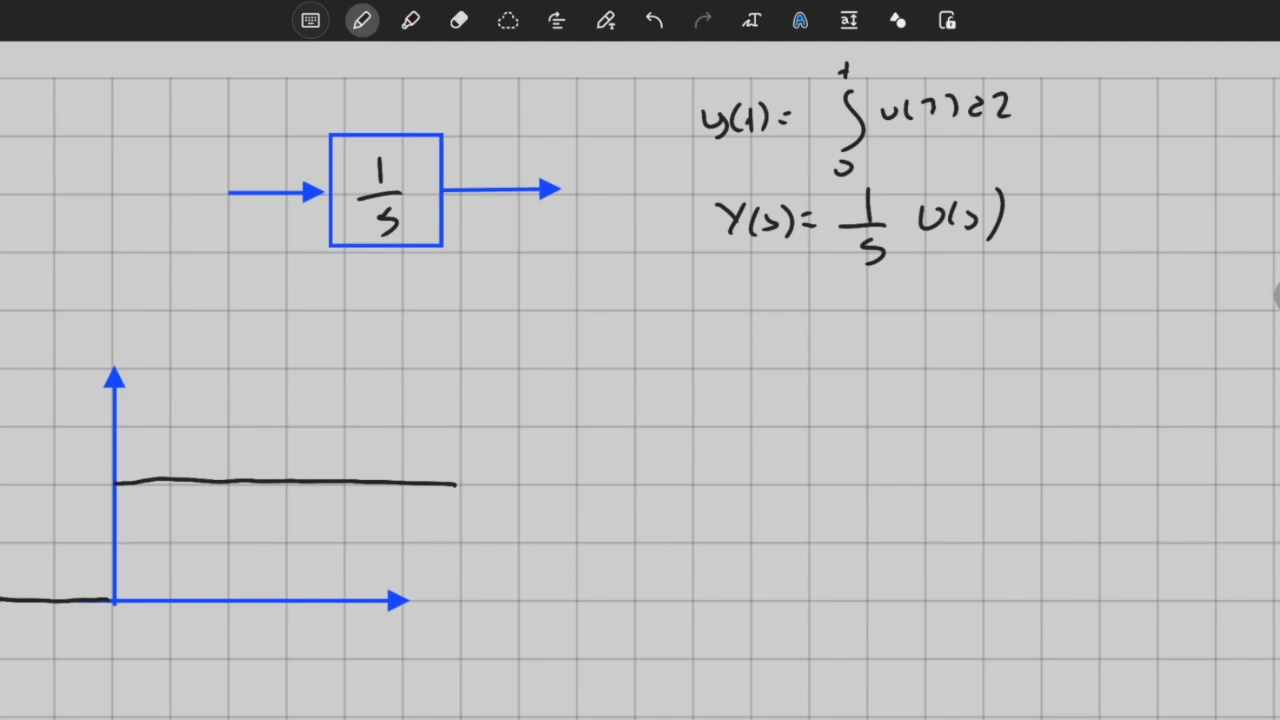 y(t) = ∫₀ᵗ u(τ) dτ
1/s
Y(s) = 1/s U(s)